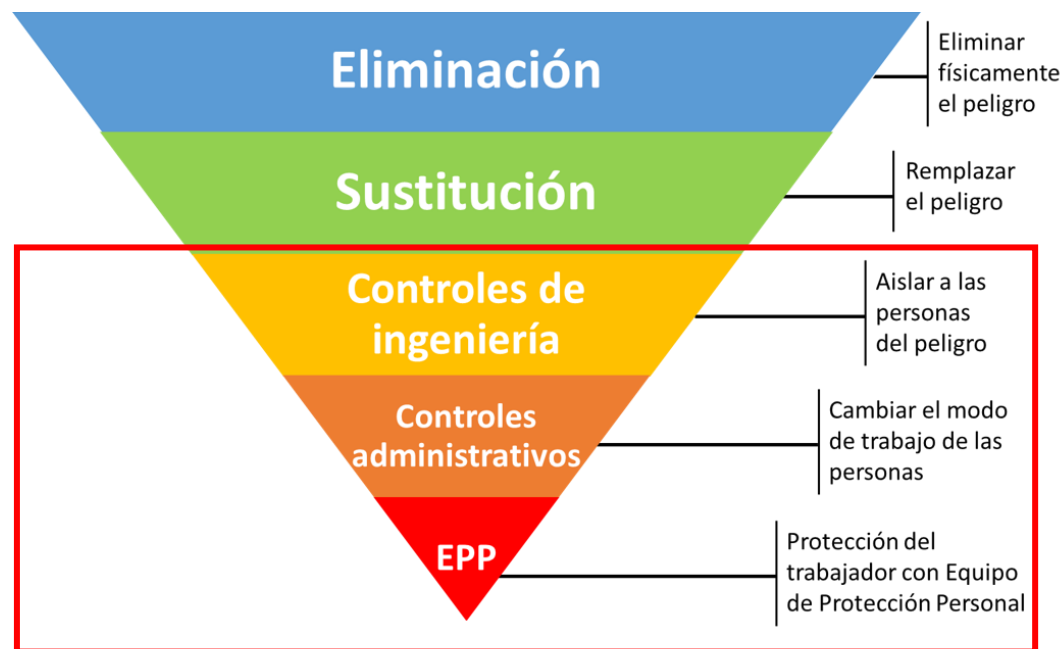 Eliminación
Eliminar
físicamente
el peligro
Sustitución
Remplazar
el peligro
Controles de
ingeniería
Aislar a las
personas
del peligro
Controles
administrativos
Cambiar el modo
de trabajo de las
personas
EPP
Protección del
trabajador con Equipo
de Protección Personal